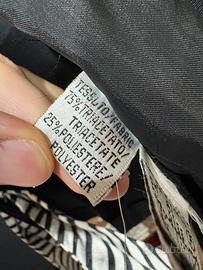 TESSUTO/FABRIC
75%TRIACETATO/
TRIACETATE
25%POLIESTERE/
POLYESTER